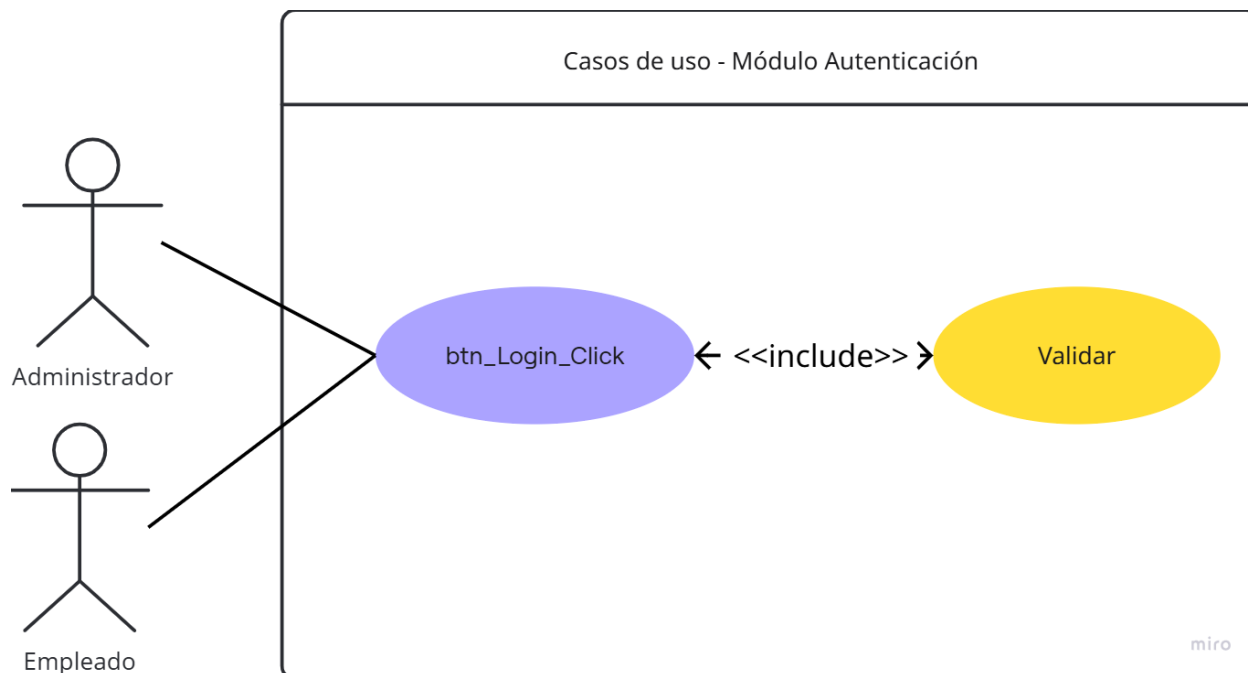 Casos de uso - Módulo Autenticación
Administrador
btn_Login_Click
<<include>>
Validar
Empleado
miro